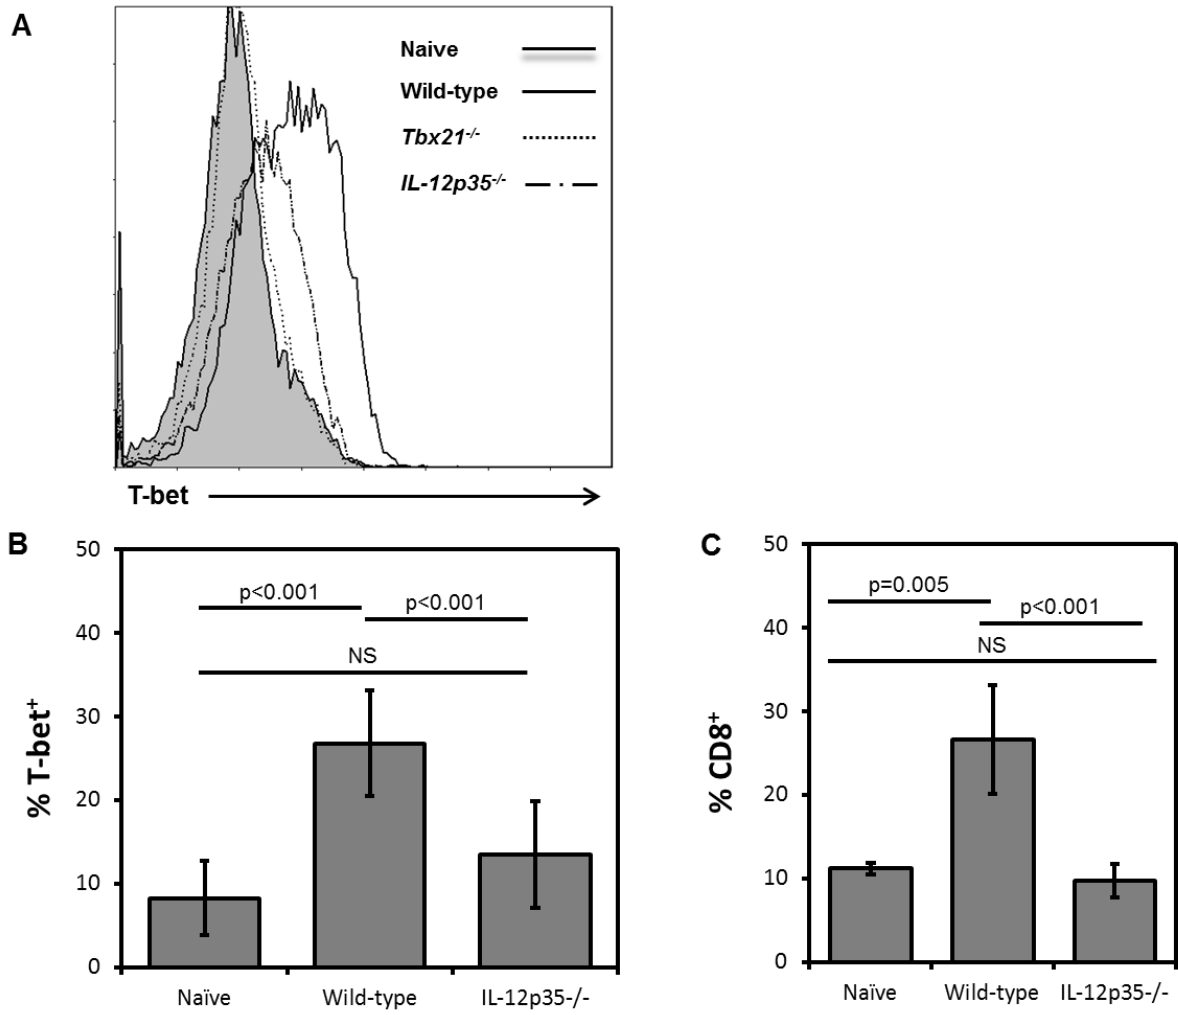 A
Naive
Wild-type
Tbx21-/-
IL-12p35-/-
T-bet
B
50
40
30
20
10
0
% T-bet+
p<0.001
p<0.001
NS
Naïve
Wild-type
IL-12p35-/-
C
50
40
30
20
10
0
% CD8+
p=0.005
p<0.001
NS
Naïve
Wild-type
IL-12p35-/-